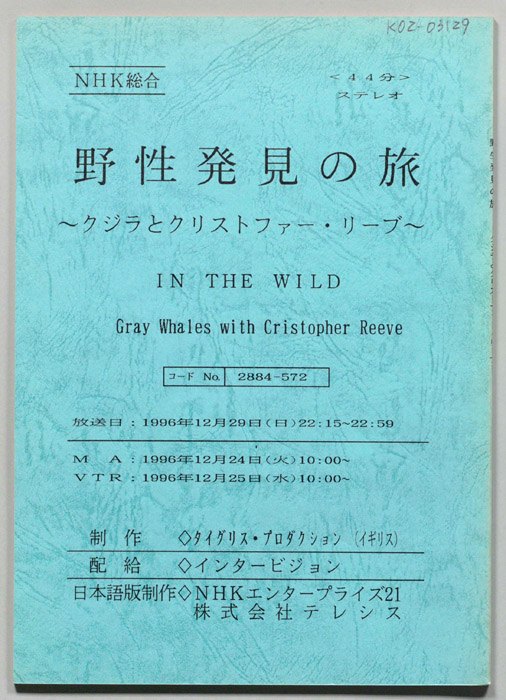 K02-03129
NHK総合
<44分>
ステレオ
野性発見の旅
～クジラとクリストファー・リーブ～
IN THE WILD
Gray Whales with Cristopher Reeve
コード No. 2884-572
放送日：1996年12月29日(日)22:15~22:59
MA：1996年12月24日(火)10:00~
VTR：1996年12月25日(水)10:00~
制作 ◇タイグリス・プロダクション (イギリス)
配給 ◇インタービジョン
日本語版制作◇NHKエンタープライズ21
株式会社テレシス
野性発見の旅